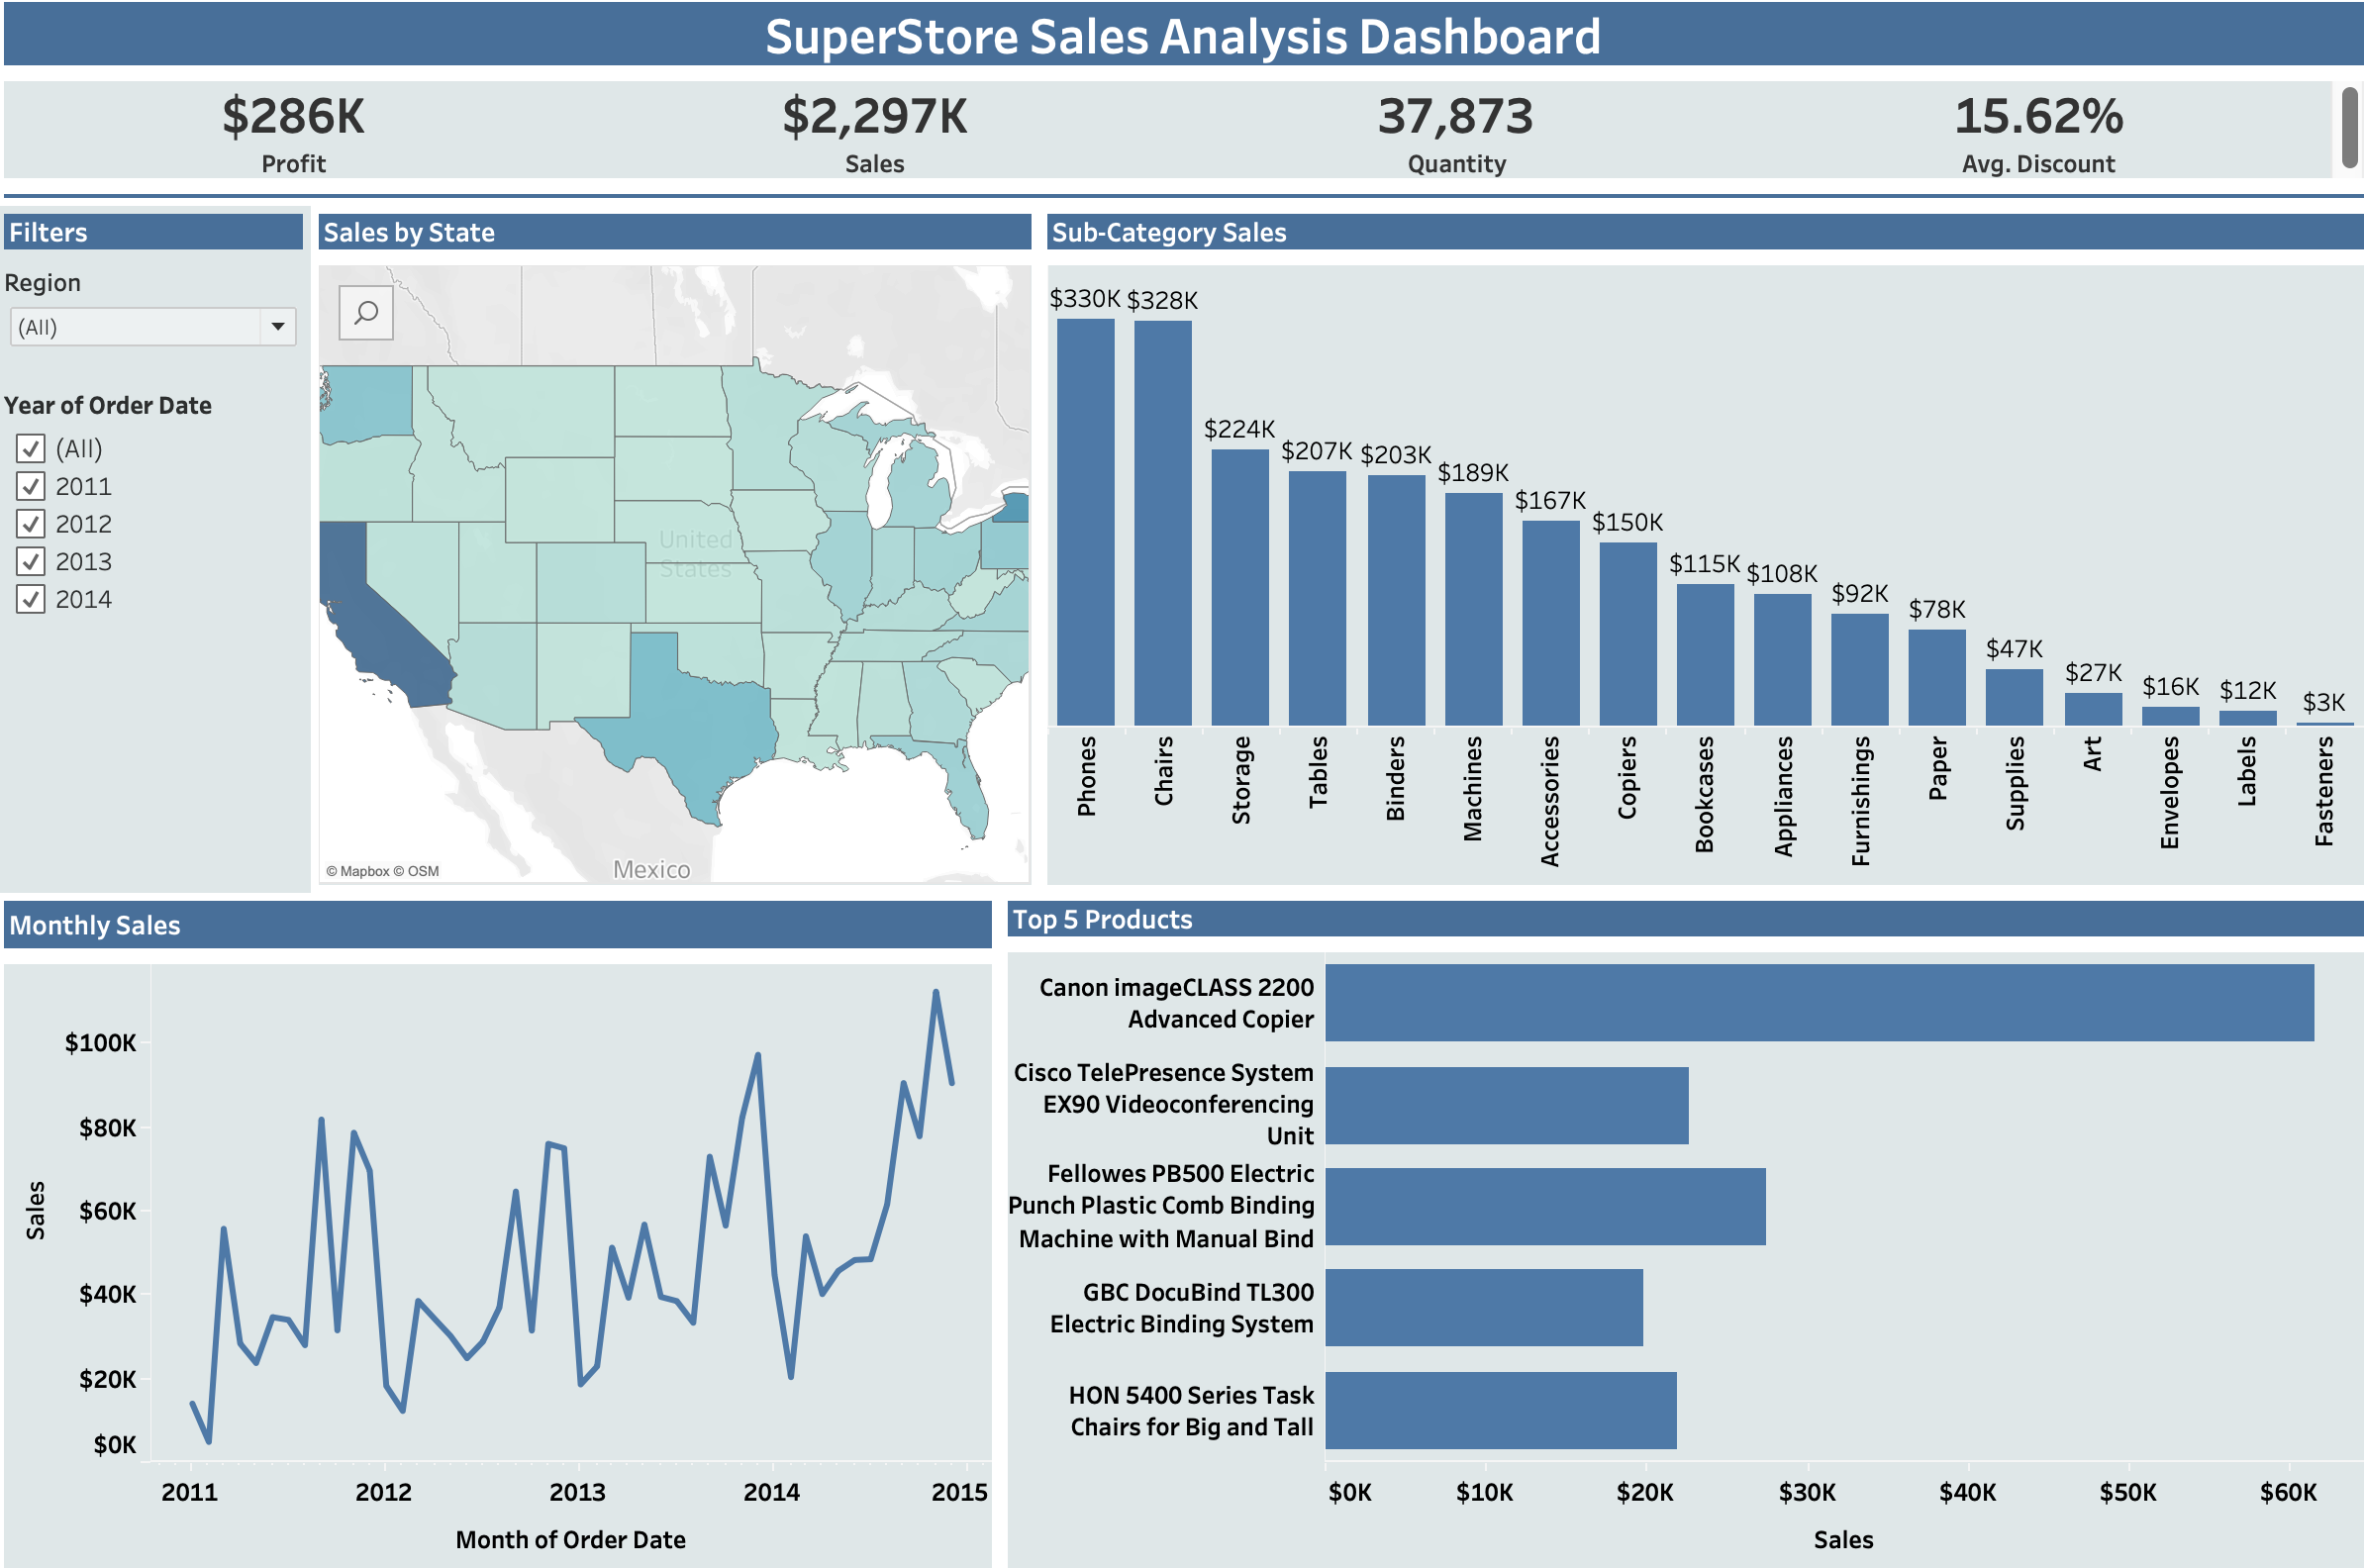 SuperStore Sales Analysis Dashboard
$286K
Profit
$2,297K
Sales
37,873
Quantity
15.62%
Avg. Discount
Filters
Region
(All)
Year of Order Date
(All)
2011
2012
2013
2014
Sales by State
United
States
Mexico
© Mapbox © OSM
Sub-Category Sales
$330K
$328K
$224K
$207K
$203K
$189K
$167K
$150K
$115K
$108K
$92K
$78K
$47K
$27K
$16K
$12K
$3K
Phones
Chairs
Storage
Tables
Binders
Machines
Accessories
Copiers
Bookcases
Appliances
Furnishings
Paper
Supplies
Art
Envelopes
Labels
Fasteners
Monthly Sales
Sales
$100K
$80K
$60K
$40K
$20K
$0K
2011
2012
2013
2014
2015
Month of Order Date
Top 5 Products
Canon imageCLASS 2200
Advanced Copier
Cisco TelePresence System
EX90 Videoconferencing
Unit
Fellowes PB500 Electric
Punch Plastic Comb Binding
Machine with Manual Bind
GBC DocuBind TL300
Electric Binding System
HON 5400 Series Task
Chairs for Big and Tall
$0K
$10K
$20K
$30K
$40K
$50K
$60K
Sales